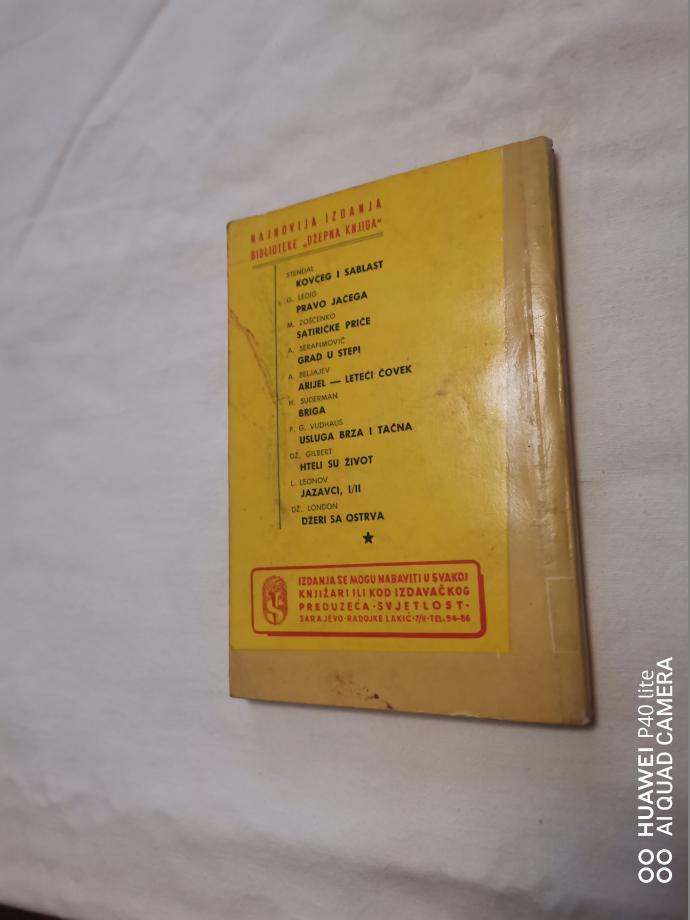 NAJNOVIJA IZDANJA
BIBLIOTEKE „DŽEPNA KNJIGA"
STENDAL
KOVČEG I SABLAST
G. LEDIG
PRAVO JAČEGA
M. ZOŠČENKO
SATIRIČKE PRIČE
A. SERAFIMOVIČ
GRAD U STEPI
A. BELJAJEV
ARIJEL — LETEĆI ČOVEK
H. SUDERMAN
BRIGA
P. G. VUDHAUS
USLUGA BRZA I TAČNA
DŽ. GILBERT
HTELI SU ŽIVOT
L. LEONOV
JAZAVCI, I/II
DŽ. LONDON
DŽERI SA OSTRVA
IZDANJA SE MOGU NABAVITI U SVAKOJ
KNJIŽARI ILI KOD IZDAVAČKOG
PREDUZEĆA · SVJETLOST ·
SARAJEVO · RADOJKE LAKIĆ · 7/II · TEL. 54-86
HUAWEI P40 lite
AI QUAD CAMERA